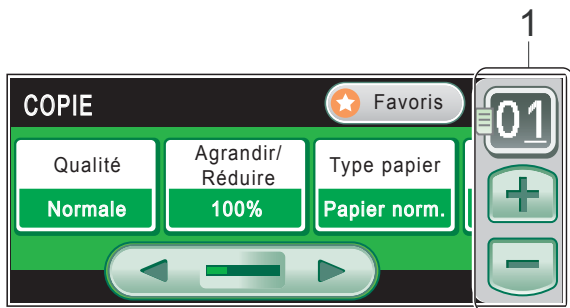 1
COPIE
Favoris
01
Qualité
Normale
Agrandir/
Réduire
100%
Type papier
Papier norm.